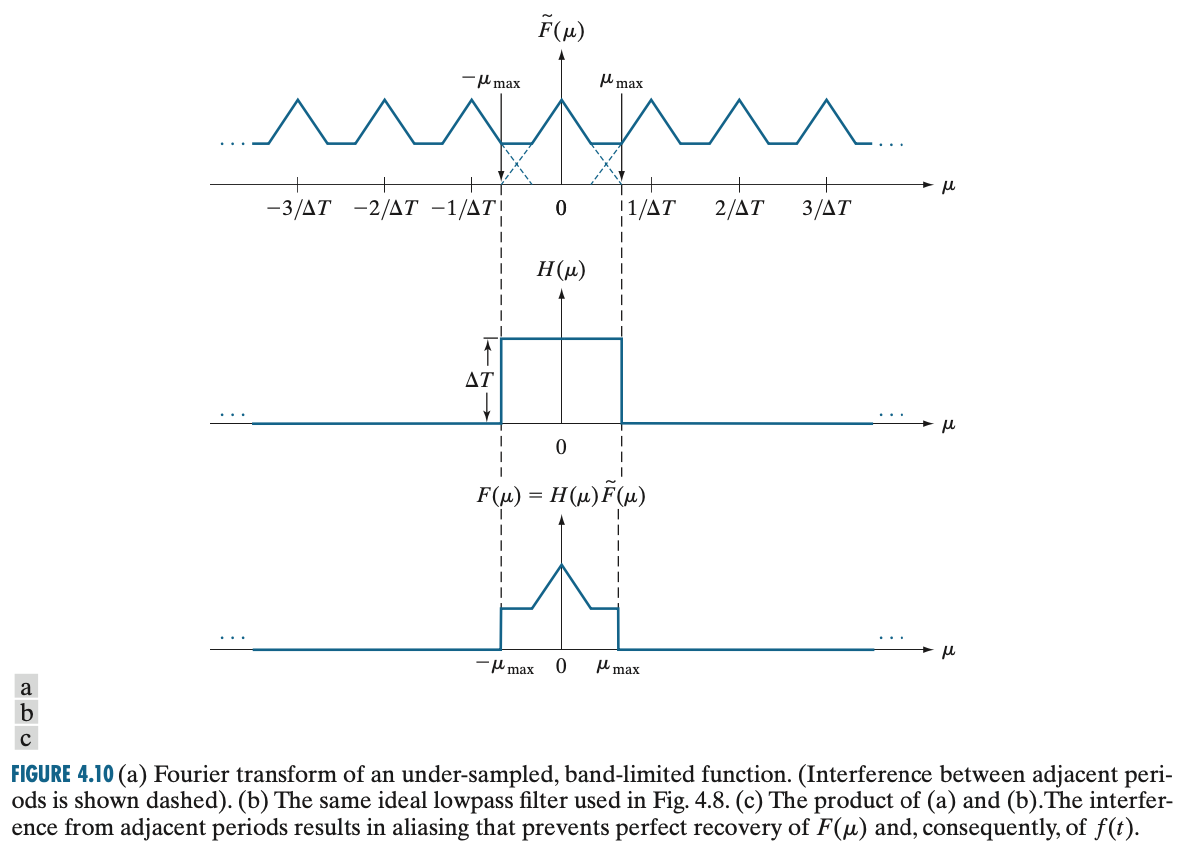 F̃(μ)
−μmax μmax
. . . . . .
μ
−3/ΔT −2/ΔT −1/ΔT 0 1/ΔT 2/ΔT 3/ΔT
H(μ)
ΔT
. . . . . .
μ
0
F(μ) = H(μ)F̃(μ)
. . . . . .
μ
−μmax 0 μmax
a
b
c
FIGURE 4.10 (a) Fourier transform of an under-sampled, band-limited function. (Interference between adjacent peri-
ods is shown dashed). (b) The same ideal lowpass filter used in Fig. 4.8. (c) The product of (a) and (b).The interfer-
ence from adjacent periods results in aliasing that prevents perfect recovery of F(μ) and, consequently, of f(t).